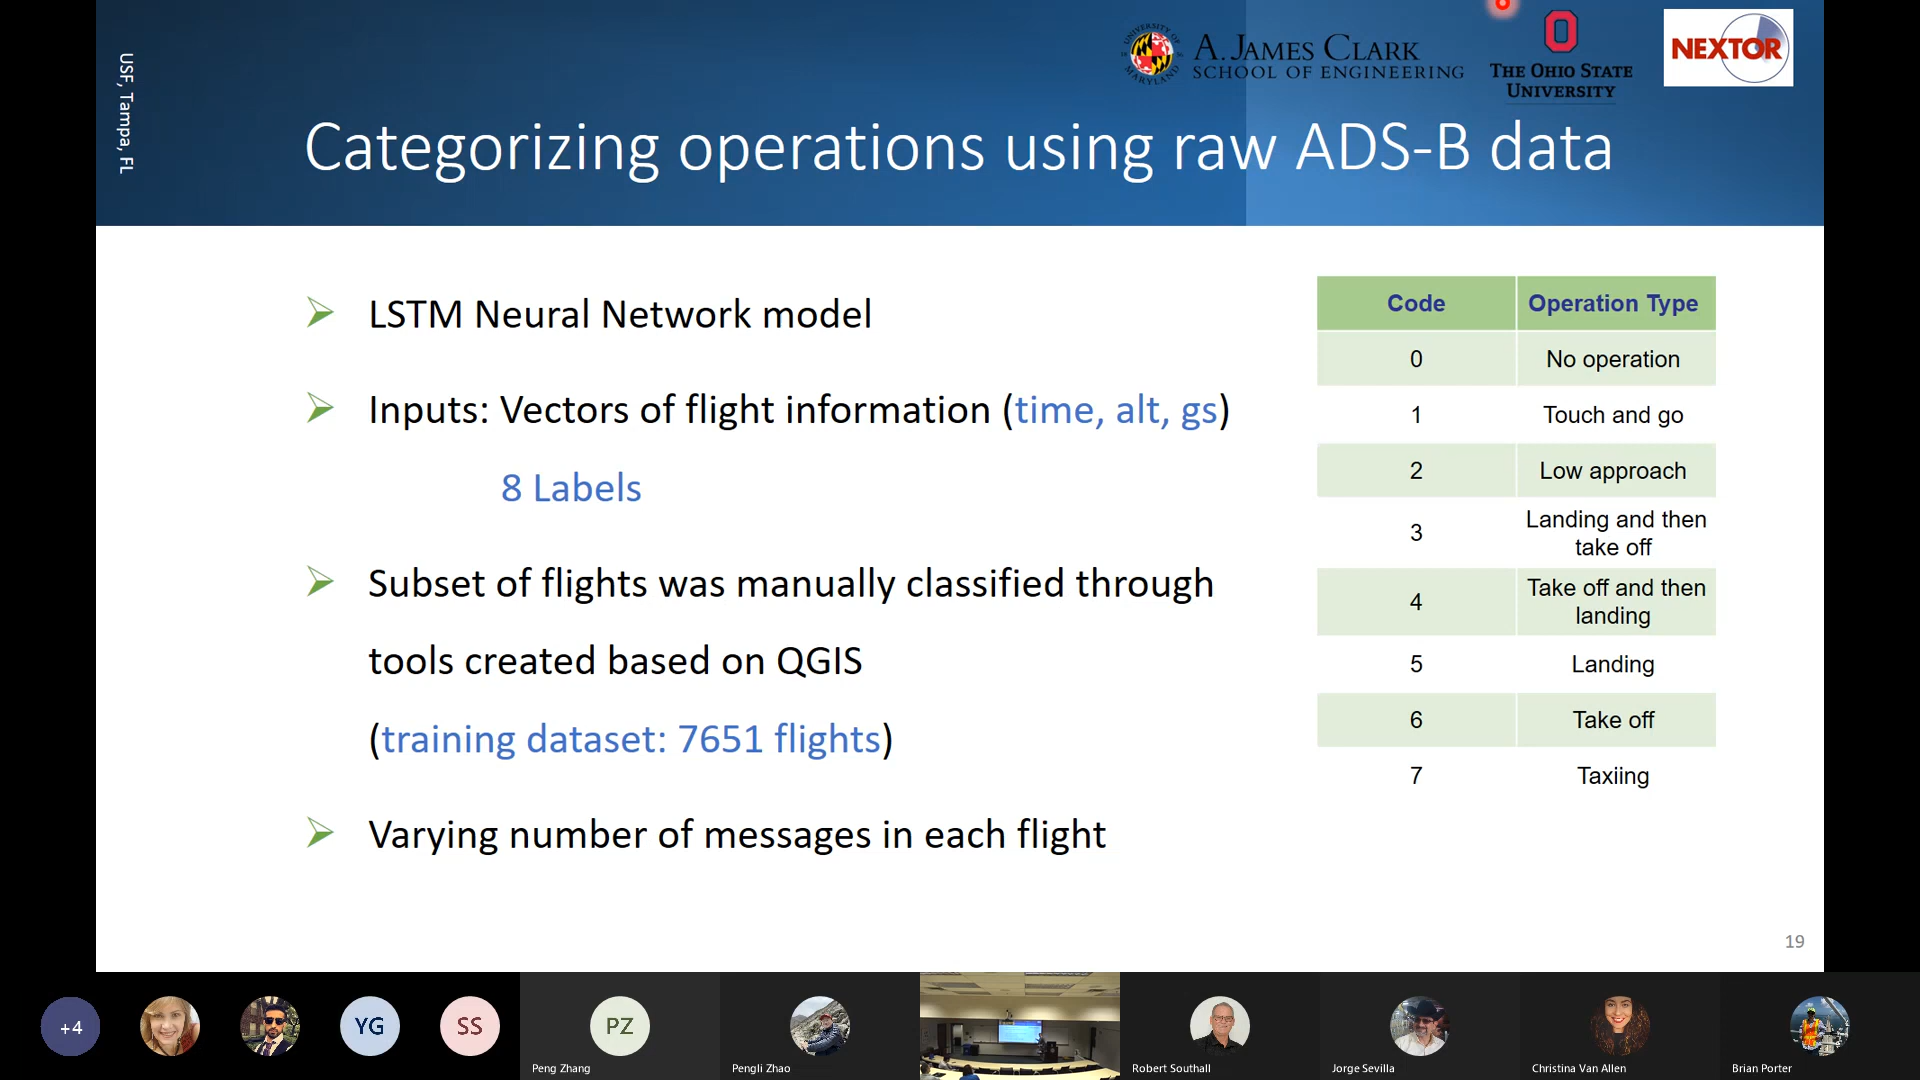 USF, Tampa, FL
UNIVERSITY OF
MARYLAND
A. JAMES CLARK
SCHOOL OF ENGINEERING
THE OHIO STATE
UNIVERSITY
NEXTOR
Categorizing operations using raw ADS-B data
LSTM Neural Network model
Inputs: Vectors of flight information (time, alt, gs)
8 Labels
Subset of flights was manually classified through
tools created based on QGIS
(training dataset: 7651 flights)
Varying number of messages in each flight
Code Operation Type
0 No operation
1 Touch and go
2 Low approach
3 Landing and then
take off
4 Take off and then
landing
5 Landing
6 Take off
7 Taxiing
19
+4
YG
SS
PZ
Peng Zhang
Pengli Zhao
Robert Southall
Jorge Sevilla
Christina Van Allen
Brian Porter